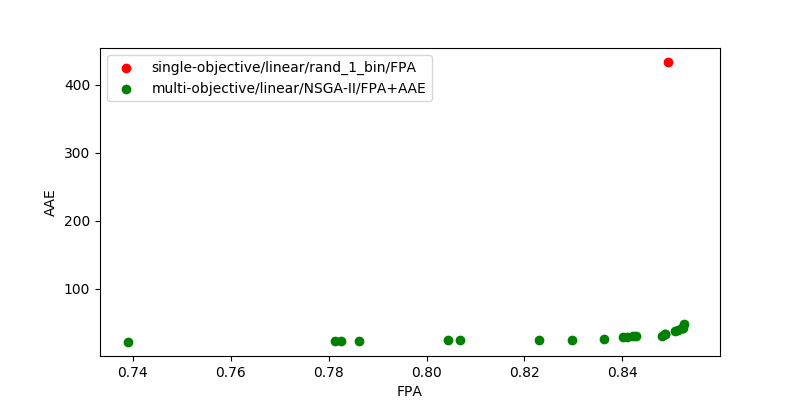 single-objective/linear/rand_1_bin/FPA
multi-objective/linear/NSGA-II/FPA+AAE
400
300
200
100
AAE
0.74 0.76 0.78 0.80 0.82 0.84
FPA